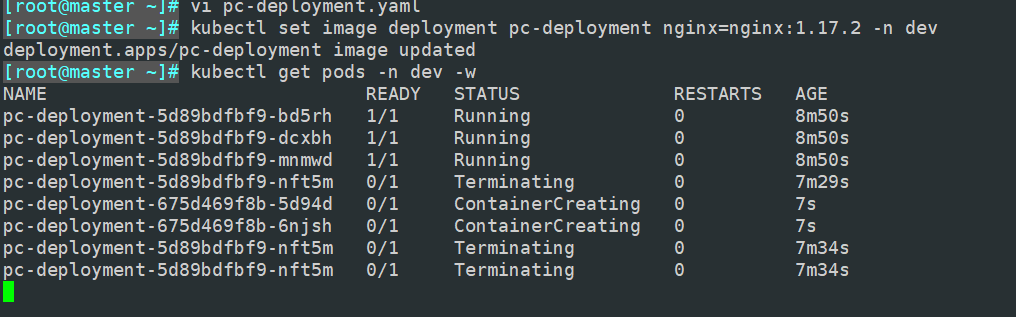 [root@master ~]# vi pc-deployment.yaml
[root@master ~]# kubectl set image deployment pc-deployment nginx=nginx:1.17.2 -n dev
deployment.apps/pc-deployment image updated
[root@master ~]# kubectl get pods -n dev -w
NAME READY STATUS RESTARTS AGE
pc-deployment-5d89bdfbf9-bd5rh 1/1 Running 0 8m50s
pc-deployment-5d89bdfbf9-dcxbh 1/1 Running 0 8m50s
pc-deployment-5d89bdfbf9-mnmwd 1/1 Running 0 8m50s
pc-deployment-5d89bdfbf9-nft5m 0/1 Terminating 0 7m29s
pc-deployment-675d469f8b-5d94d 0/1 ContainerCreating 0 7s
pc-deployment-675d469f8b-6njsh 0/1 ContainerCreating 0 7s
pc-deployment-5d89bdfbf9-nft5m 0/1 Terminating 0 7m34s
pc-deployment-5d89bdfbf9-nft5m 0/1 Terminating 0 7m34s